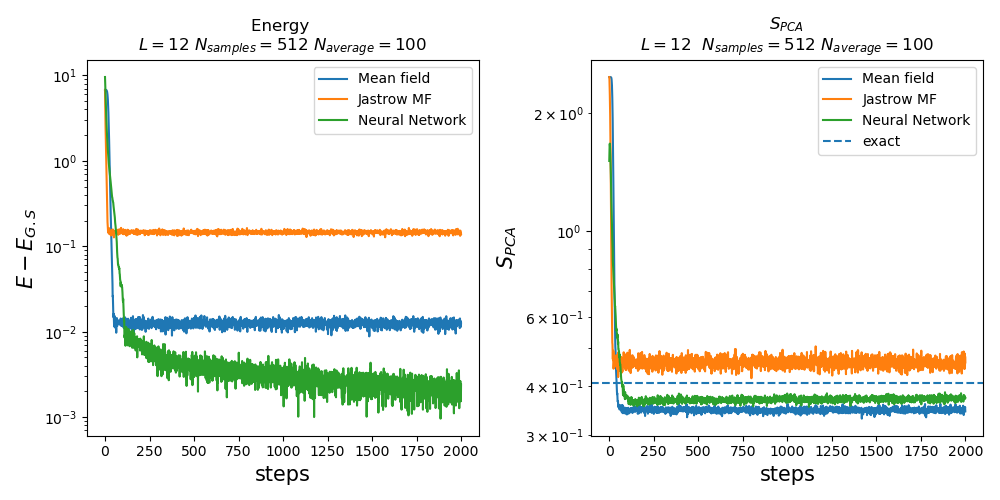 Energy
L = 12 N_samples = 512 N_average = 100
E − E_G.S
10^1
10^0
10^−1
10^−2
10^−3
Mean field
Jastrow MF
Neural Network
0 250 500 750 1000 1250 1500 1750 2000
steps
S_PCA
L = 12 N_samples = 512 N_average = 100
S_PCA
2 × 10^0
10^0
6 × 10^−1
4 × 10^−1
3 × 10^−1
Mean field
Jastrow MF
Neural Network
exact
0 250 500 750 1000 1250 1500 1750 2000
steps